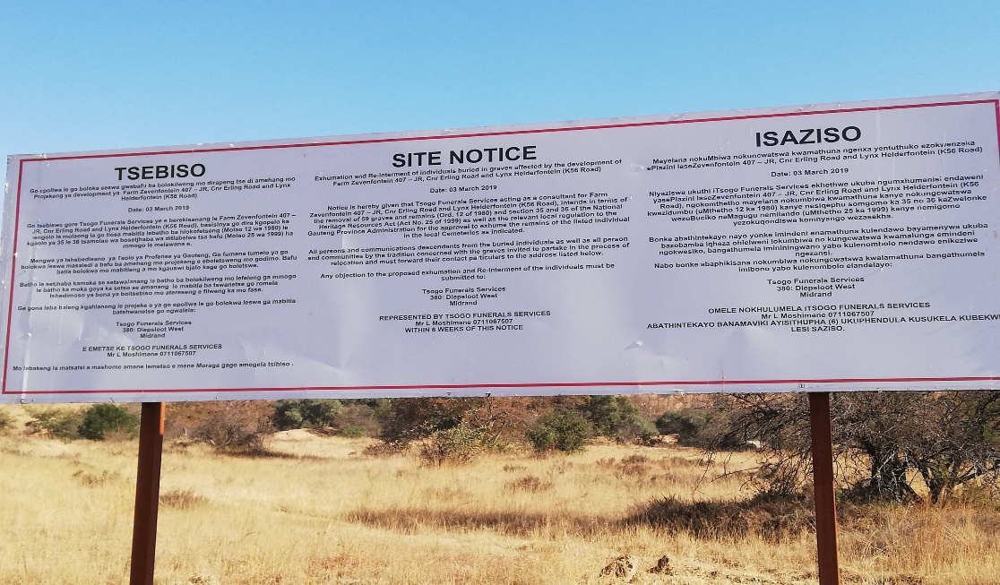 TSEBISO
Go epollwa le go boloka seswa gwabafu ba bolokilweng mo dirapeng tse di amehang mo
Projekeng ya development ya Farm Zevenfontein 407 – JR, Cnr Erling Road and Lynx
Helderfontein (K56 Road)
Date: 03 March 2019
Go tsebiswe gore Tsogo Funerals Services ye e berekisanang le Farm Zevenfontein 407 –
JR, Cnr Erling Road and Lynx Helderfontein (K56 Road), basisinya go dira kgopelo ka
molaong la go tlosa mabitla lebatho ba hlokofetseng (Molao 12 wa 1980) le
kgaolo ya 35 le 36 tsamolao wa bosetjhaba wa ditlabelwa tsa bafu (Molao 25 wa 1999) ha
mmogo le melawana e.
Mengwe ya tshebedisano ya Taolo ya Profense ya Gauteng, Go fumana tumelo ya go
bolokwa leswa masaledi a bafu ba amehang mo projekeng e boletsweng mo godimo. Bafu
batla bolokwa mo mabitleng a mo kgauswi bjalo kage go boletswe.
Batho le setjhaba kamoka se setswalanang le batho ba bolokilweng mo lefelong ga mmogo
le batho ka moka goya ka setso se amanang le mabitla ba tswanetse go romela
tshedimoso ya bona ya boitsebiso mo atereseng e filweng ka mo fase.
Ge gona leba baleng kgahlanong le projeke e ya go epollwa le go bolokwa leswa ga mabitla
batshwanetse go ngwalela:
Tsogo Funerals Services
380: Diepsloot West
Midrand
E EMETSE KE TSOGO FUNERALS SERVICES
Mr L Moshimane 0711067507
Mo lebakeng la matsatsi a mashome amane lemetso e mene Moraga gago amogela tsibiso .
SITE NOTICE
Exhumation and Re-Interment of individuals buried in graves affected by the development of
Farm Zevenfontein 407 – JR, Cnr Erling Road and Lynx Helderfontein (K56 Road)
Date: 03 March 2019
Notice is hereby given that Tsogo Funerals Services acting as a consultant for Farm
Zevenfontein 407 – JR, Cnr Erling Road and Lynx Helderfontein (K56 Road), intends in terms of
the removal of 59 graves and remains (Ord. 12 of 1980) and section 35 and 36 of the National
Heritage Resources Act (Act No. 25 of 1999) as well as the relevant local regulation to the
Gauteng Province Administration for the approval to exhume the remains of the listed individual
in the local Cemeteries as indicated.
All persons and communications descendants from the buried individuals as well as all person
and communities by the tradition concerned with the graves invited to partake in the process of
relocation and must forward their contact pa ticulars to the address listed below.
Any objection to the proposed exhumation and Re-Interment of the individuals must be
submitted to:
Tsogo Funerals Services
380: Diepsloot West
Midrand
REPRESENTED BY TSOGO FUNERALS SERVICES
Mr L Moshimane 0711067507
WITHIN 6 WEEKS OF THIS NOTICE
ISAZISO
Mayelana nokuMbiwa nokuncwatswa kwamathuna ngenxa yentuthuko ezokwenzeka
ePlazini laseZevenfontein 407 – JR, Cnr Erling Road and Lynx Helderfontein (K56 Road)
Date: 03 March 2019
Niyaziswa ukuthi iTsogo Funerals Services ekhethwe ukuba ngumxhumanisi endaweni
yasePlazini laseZevenfontein 407 – JR, Cnr Erling Road and Lynx Helderfontein (K56
Road), ngokomthetho mayelana nokumbiwa kwamathuna kanye nokungcwatswa
kwezidumbu (uMthetho 12 ka 1980) kanye nesiqephu somgomo ka 35 no 36 kaZwelonke
wezoBuciko naMagugu nemilando (uMthetho 25 ka 1999) kanye nomigomo
yezokuqondiswa komnyango wezasekha.
Bonke abathintekayo nayo yonke imindeni enamathuna kulendawo bayamenywa ukuba
bazobamba iqhaza ohlelweni lokumbiwa no kungcwatswa kwalamunga emindeni
ngokwesiko, bangathumela imininingwano yabo kulenombolo nendawo enikeziwe
ngezansi.
Nabo bonke abaphikisana nokumbiwa nokungcwatswa kwalamathuna bangathumela
imibono yabo kulenombolo elandelayo:
Tsogo Funerals Services
380: Diepsloot West
Midrand
OMELE NOKHULUMELA ITSOGO FUNERALS SERVICES
Mr L Moshimane 0711067507
ABATHINTEKAYO BANAMAVIKI AYISITHUPHA (6) UKUPHENDULA KUSUKELA KUBEKWE
LESI SAZISO.